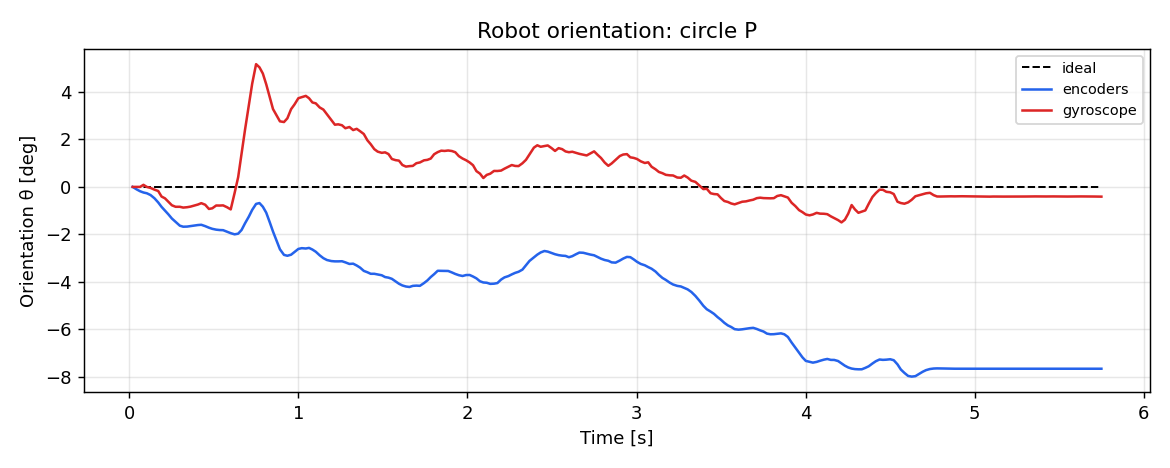 Robot orientation: circle P
ideal
encoders
gyroscope
Orientation θ [deg]
4
2
0
−2
−4
−6
−8
0
1
2
3
4
5
6
Time [s]